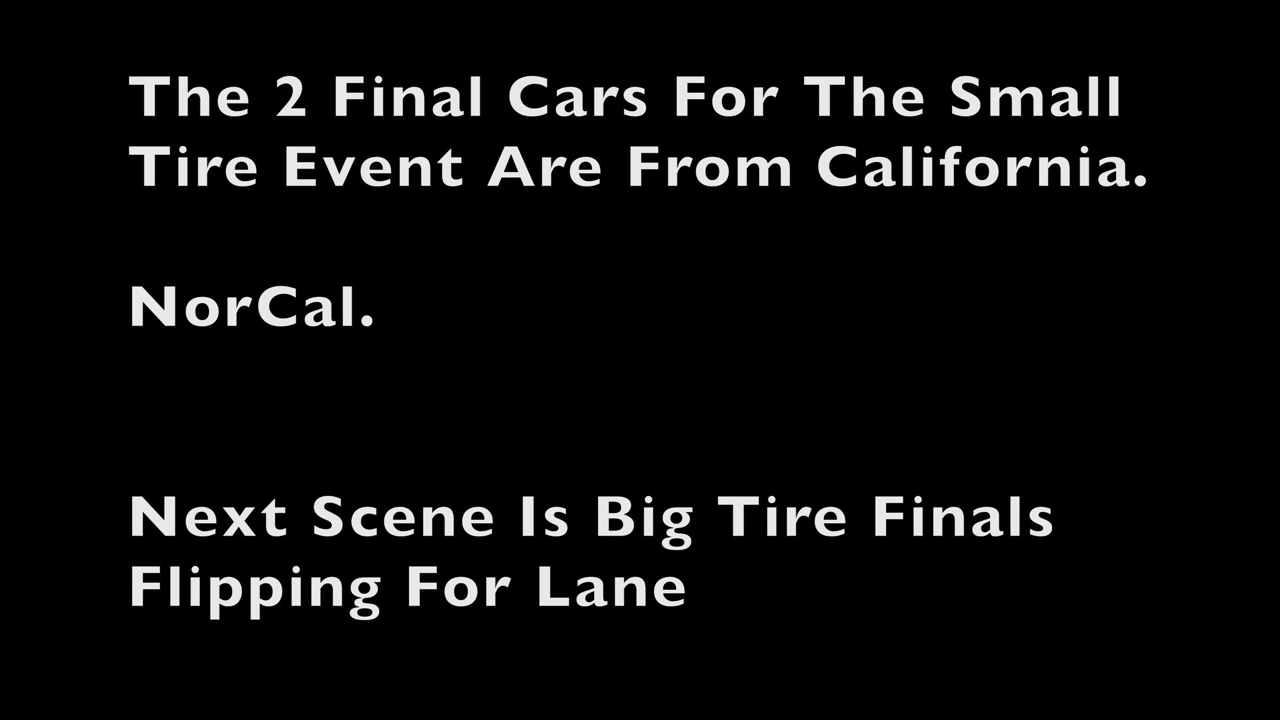 The 2 Final Cars For The Small
Tire Event Are From California.
NorCal.
Next Scene Is Big Tire Finals
Flipping For Lane